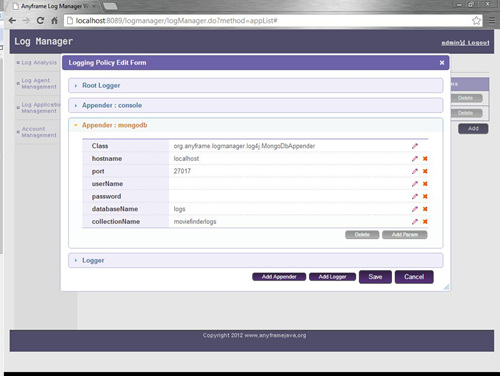 Anyframe Log Manager W
localhost:8089/logmanager/logManager.do?method=appList#
Log Manager
admin Logout
Log Analysis
Log Agent
Management
Log Applicatio
Management
Account
Management
Logging Policy Edit Form
Root Logger
Appender : console
Appender : mongodb
Class org.anyframe.logmanager.log4j.MongoDbAppender
hostname localhost
port 27017
userName
password
databaseName logs
collectionName moviefinderlogs
Delete Add Param
Logger
Add Appender Add Logger Save Cancel
Delete
Delete
Add
Copyright 2012 www.anyframejava.org